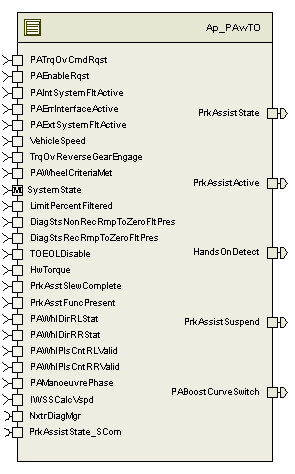 Ap_PAwTO
PATrqOvCmdRqst
PAEnableRqst
PAIntSystemFltActive
PAErrInterfaceActive
PAExtSystemFltActive
VehicleSpeed
TrqOvReverseGearEngage
PAWheelCriteriaMet
M SystemState
LimitPercentFiltered
DiagStsNonRecRmpToZeroFltPres
DiagStsRecRmpToZeroFltPres
TOEOLDisable
HwTorque
PrkAsstSlewComplete
PrkAsstFuncPresent
PAWhlDirRLStat
PAWhlDirRRStat
PAWhlPlsCntRLValid
PAWhlPlsCntRRValid
PAManoeuvrePhase
IWSSCalcVspd
NxtrDiagMgr
PrkAssistState_SCom
PrkAssistState
PrkAssistActive
HandsOnDetect
PrkAssistSuspend
PABoostCurveSwitch